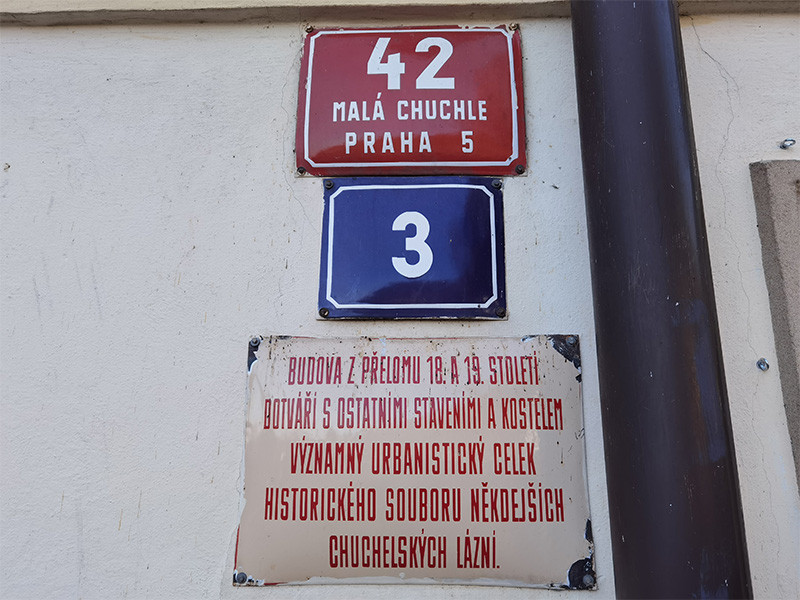 42
MALÁ CHUCHLE
PRAHA 5
3
BUDOVA Z PŘELOMU 18. A 19. STOLETÍ
DOTVÁŘÍ S OSTATNÍMI STAVENÍMI A KOSTELEM
VÝZNAMNÝ URBANISTICKÝ CELEK
HISTORICKÉHO SOUBORU NĚKDEJŠÍCH
CHUCHELSKÝCH LÁZNÍ.